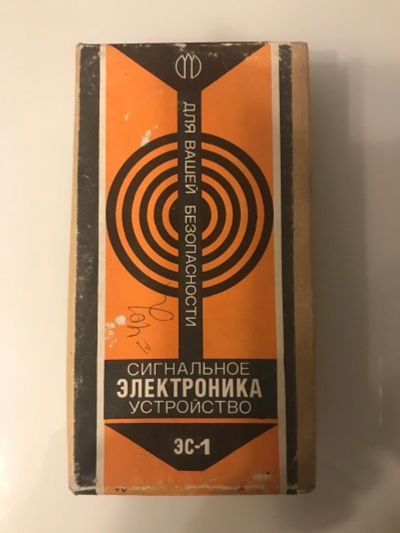 ДЛЯ ВАШЕЙ БЕЗОПАСНОСТИ
СИГНАЛЬНОЕ
ЭЛЕКТРОНИКА
УСТРОЙСТВО
ЭС-1